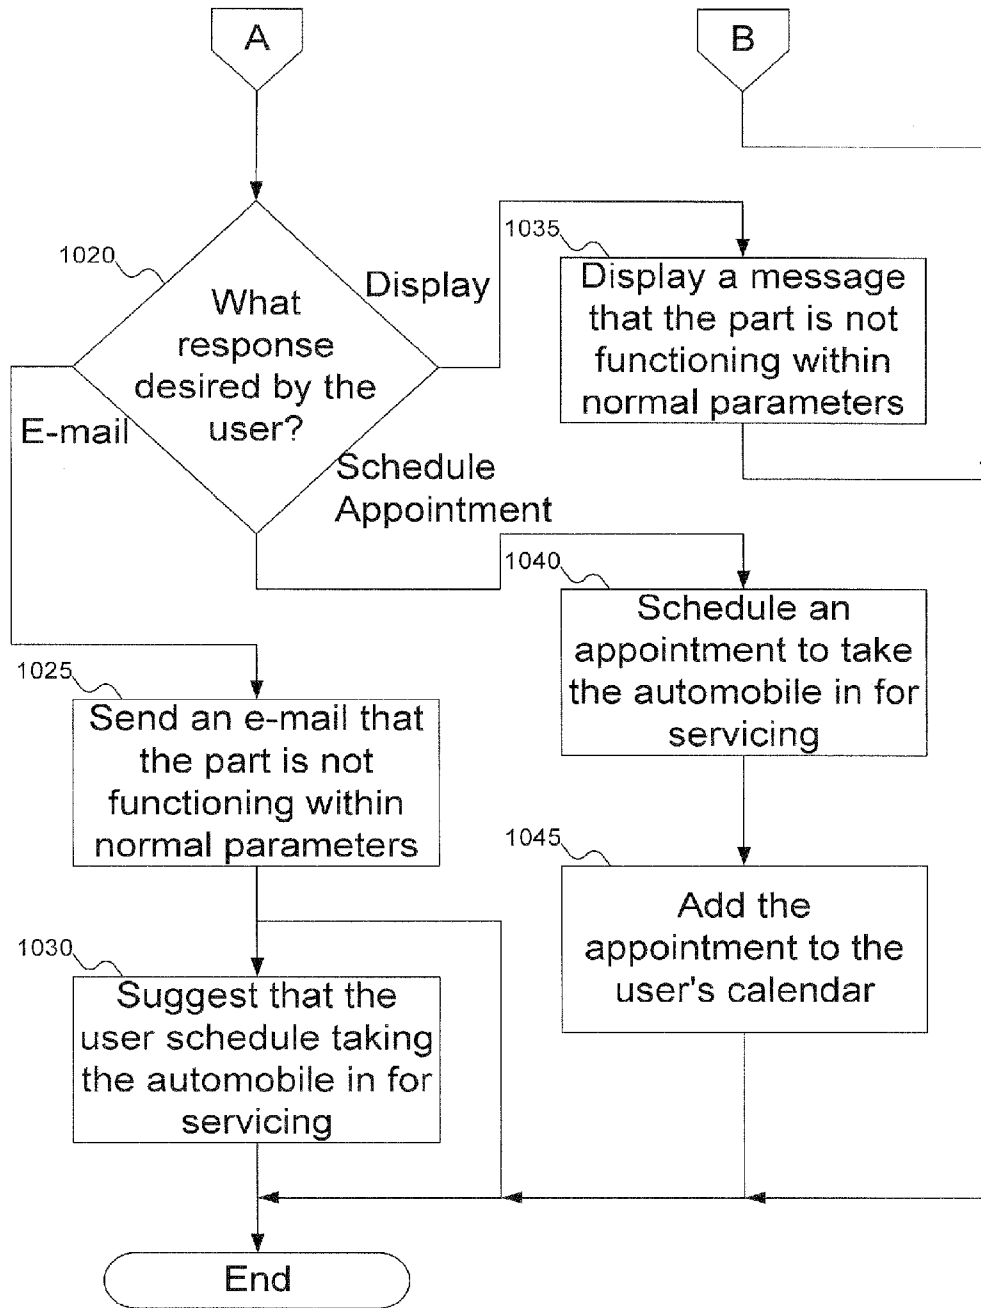 A
B
1020
What
response
desired by the
user?
Display
E-mail
Schedule
Appointment
1035
Display a message
that the part is not
functioning within
normal parameters
1040
Schedule an
appointment to take
the automobile in for
servicing
1025
Send an e-mail that
the part is not
functioning within
normal parameters
1045
Add the
appointment to the
user's calendar
1030
Suggest that the
user schedule taking
the automobile in for
servicing
End